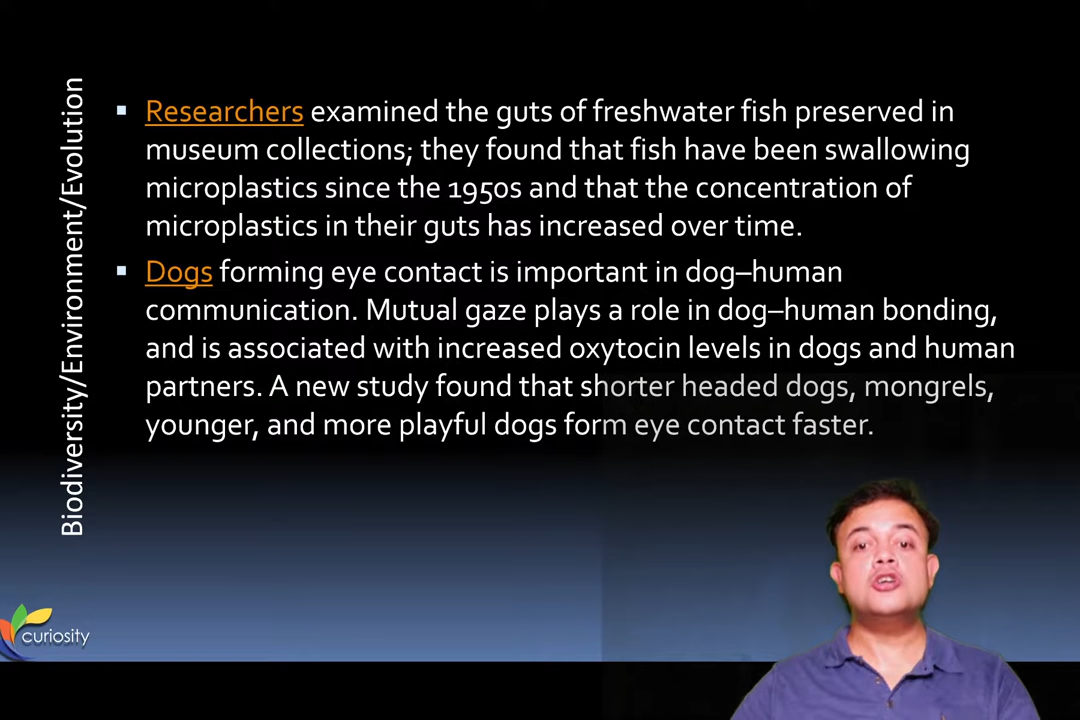 Biodiversity/Environment/Evolution
Researchers examined the guts of freshwater fish preserved in
museum collections; they found that fish have been swallowing
microplastics since the 1950s and that the concentration of
microplastics in their guts has increased over time.
Dogs forming eye contact is important in dog–human
communication. Mutual gaze plays a role in dog–human bonding,
and is associated with increased oxytocin levels in dogs and human
partners. A new study found that shorter headed dogs, mongrels,
younger, and more playful dogs form eye contact faster.
curiosity